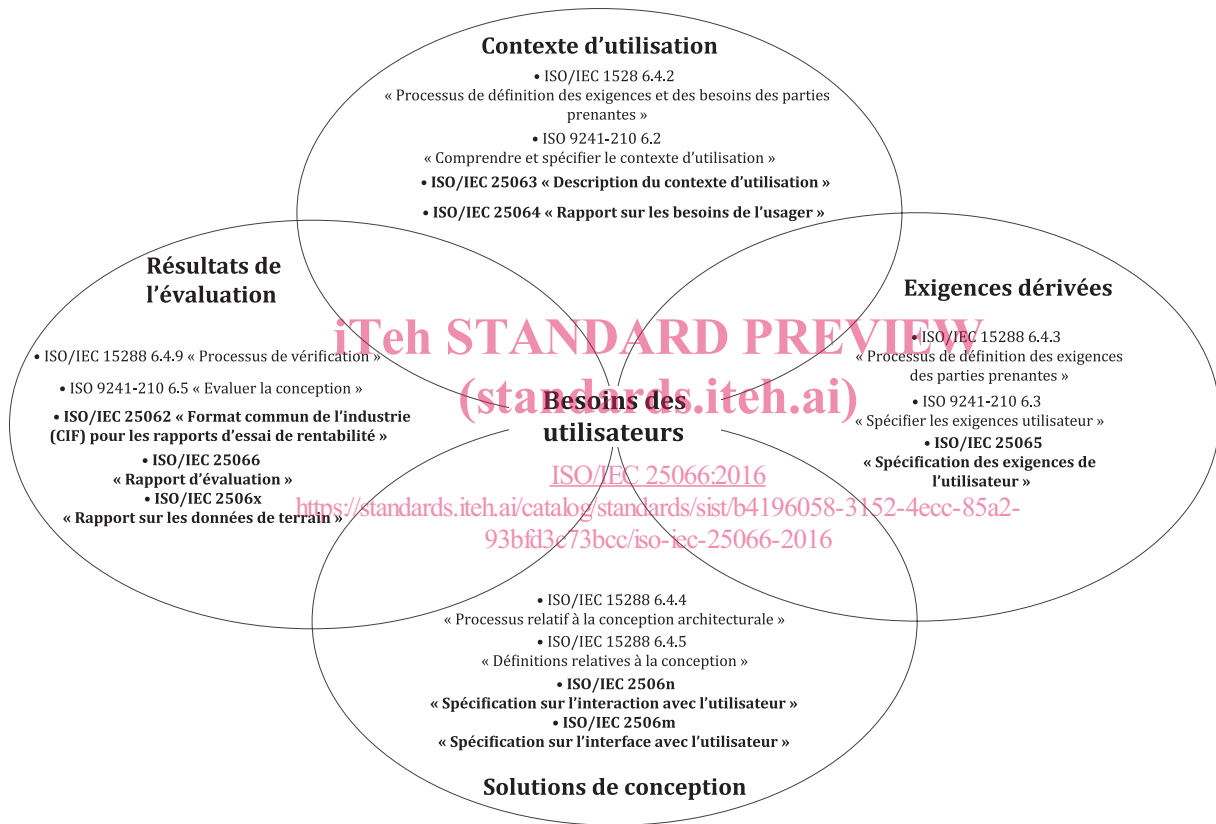 Contexte d’utilisation
• ISO/IEC 1528 6.4.2
« Processus de définition des exigences et des besoins des parties
prenantes »
• ISO 9241-210 6.2
« Comprendre et spécifier le contexte d’utilisation »
• ISO/IEC 25063 « Description du contexte d’utilisation »
• ISO/IEC 25064 « Rapport sur les besoins de l’usager »
Résultats de
l’évaluation
• ISO/IEC 15288 6.4.9 « Processus de vérification »
• ISO 9241-210 6.5 « Evaluer la conception »
• ISO/IEC 25062 « Format commun de l’industrie
(CIF) pour les rapports d’essai de rentabilité »
• ISO/IEC 25066
« Rapport d’évaluation »
• ISO/IEC 2506x
« Rapport sur les données de terrain »
Exigences dérivées
• ISO/IEC 15288 6.4.3
« Processus de définition des exigences
des parties prenantes »
• ISO 9241-210 6.3
« Spécifier les exigences utilisateur »
• ISO/IEC 25065
« Spécification des exigences de
l’utilisateur »
iTeh STANDARD PREVIEW
(standards.iteh.ai)
Besoins des
utilisateurs
ISO/IEC 25066:2016
https://standards.iteh.ai/catalog/standards/sist/b4196058-3152-4ecc-85a2-
93bfd3c73bcc/iso-iec-25066-2016
• ISO/IEC 15288 6.4.4
« Processus relatif à la conception architecturale »
• ISO/IEC 15288 6.4.5
« Définitions relatives à la conception »
• ISO/IEC 2506n
« Spécification sur l’interaction avec l’utilisateur »
• ISO/IEC 2506m
« Spécification sur l’interface avec l’utilisateur »
Solutions de conception